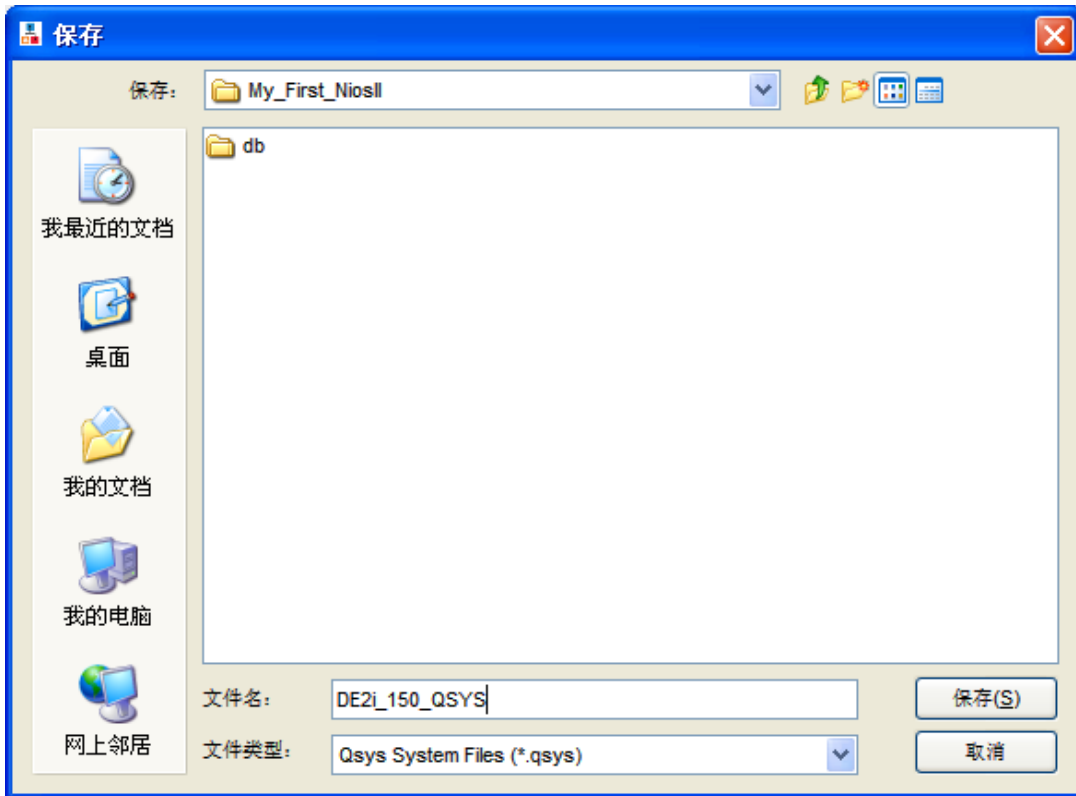 保存
保存：
My_First_NiosII
db
我最近的文档
桌面
我的文档
我的电脑
网上邻居
文件名：
DE2i_150_QSYS
保存(S)
文件类型：
Qsys System Files (*.qsys)
取消